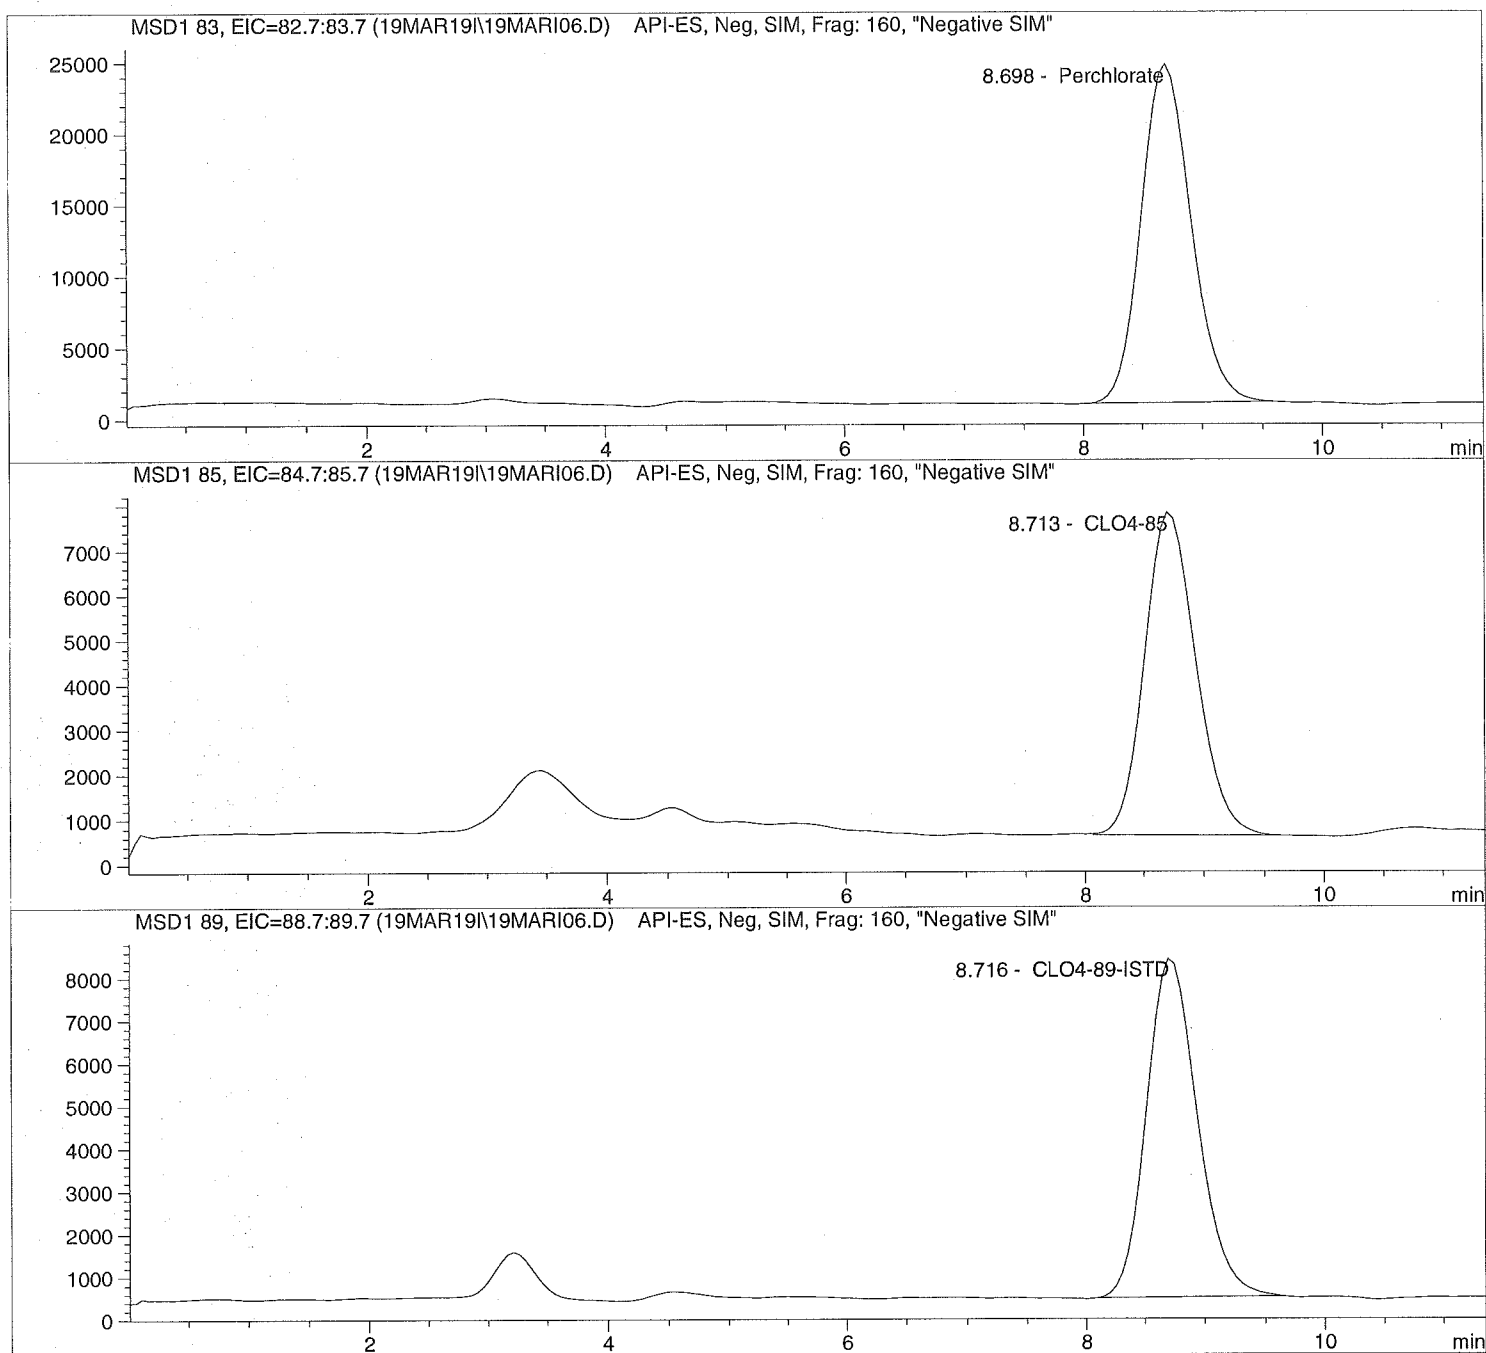 MSD1 83, EIC=82.7:83.7 (19MAR19I\19MARI06.D) API-ES, Neg, SIM, Frag: 160, "Negative SIM"
25000
8.698 - Perchlorate
20000
15000
10000
5000
0
2 4 6 8 10 min
MSD1 85, EIC=84.7:85.7 (19MAR19I\19MARI06.D) API-ES, Neg, SIM, Frag: 160, "Negative SIM"
8.713 - CLO4-85
7000
6000
5000
4000
3000
2000
1000
0
2 4 6 8 10 min
MSD1 89, EIC=88.7:89.7 (19MAR19I\19MARI06.D) API-ES, Neg, SIM, Frag: 160, "Negative SIM"
8.716 - CLO4-89-ISTD
8000
7000
6000
5000
4000
3000
2000
1000
0
2 4 6 8 10 min